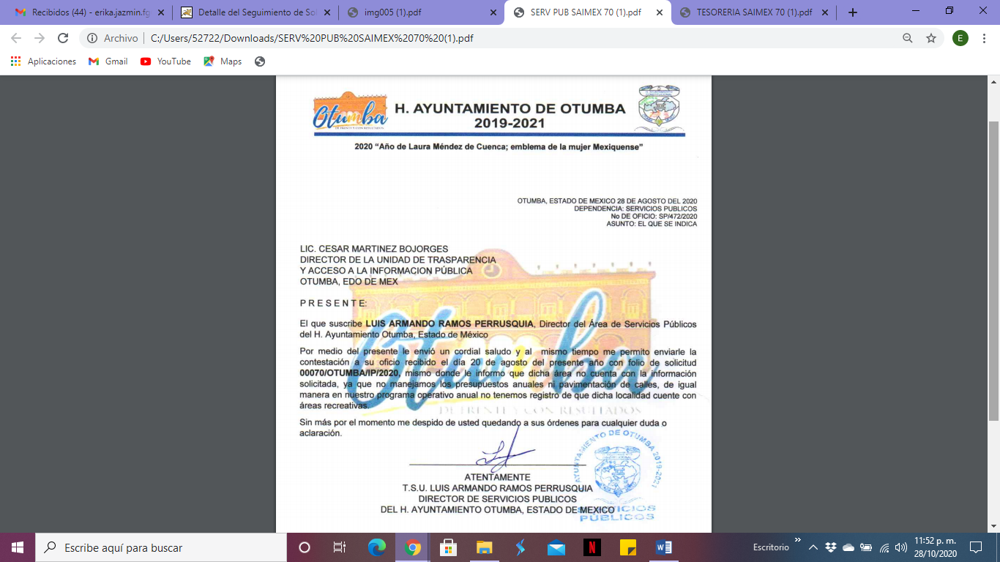 Recibidos (44) - erika.jazmin.fg
Detalle del Seguimiento de Sol
img005 (1).pdf
SERV PUB SAIMEX 70 (1).pdf
TESORERIA SAIMEX 70 (1).pdf
Archivo
C:/Users/52722/Downloads/SERV%20PUB%20SAIMEX%2070%20(1).pdf
E
Aplicaciones
Gmail
YouTube
Maps
Otumba
DE FRENTE Y CON RESULTADOS
H. AYUNTAMIENTO DE OTUMBA
2019-2021
H. AYUNTAMIENTO
CONSTITUCIONAL
2020 “Año de Laura Méndez de Cuenca; emblema de la mujer Mexiquense”
OTUMBA, ESTADO DE MEXICO 28 DE AGOSTO DEL 2020
DEPENDENCIA: SERVICIOS PUBLICOS
No DE OFICIO: SP/472/2020
ASUNTO: EL QUE SE INDICA
LIC. CESAR MARTINEZ BOJORGES
DIRECTOR DE LA UNIDAD DE TRASPARENCIA
Y ACCESO A LA INFORMACION PÚBLICA
OTUMBA, EDO DE MEX
P R E S E N T E:
El que suscribe LUIS ARMANDO RAMOS PERRUSQUIA, Director del Área de Servicios Públicos
del H. Ayuntamiento Otumba, Estado de México
Por medio del presente le envió un cordial saludo y al mismo tiempo me permito enviarle la
contestación a su oficio recibido el día 20 de agosto del presente año con folio de solicitud
00070/OTUMBA/IP/2020, mismo donde le informo que dicha área no cuenta con la información
solicitada, ya que no manejamos los presupuestos anuales ni pavimentación de calles, de igual
manera en nuestro programa operativo anual no tenemos registro de que dicha localidad cuente con
áreas recreativas.
Otumba
DE FRENTE Y CON RESULTADOS
Sin más por el momento me despido de usted quedando a sus órdenes para cualquier duda o
aclaración.
AYUNTAMIENTO DE OTUMBA 2019-2021
ATENTAMENTE
T.S.U. LUIS ARMANDO RAMOS PERRUSQUIA
DIRECTOR DE SERVICIOS PUBLICOS
DEL H. AYUNTAMIENTO OTUMBA, ESTADO DE MEXICO
SERVICIOS
PÚBLICOS
Escribe aquí para buscar
Escritorio
11:52 p. m.
28/10/2020